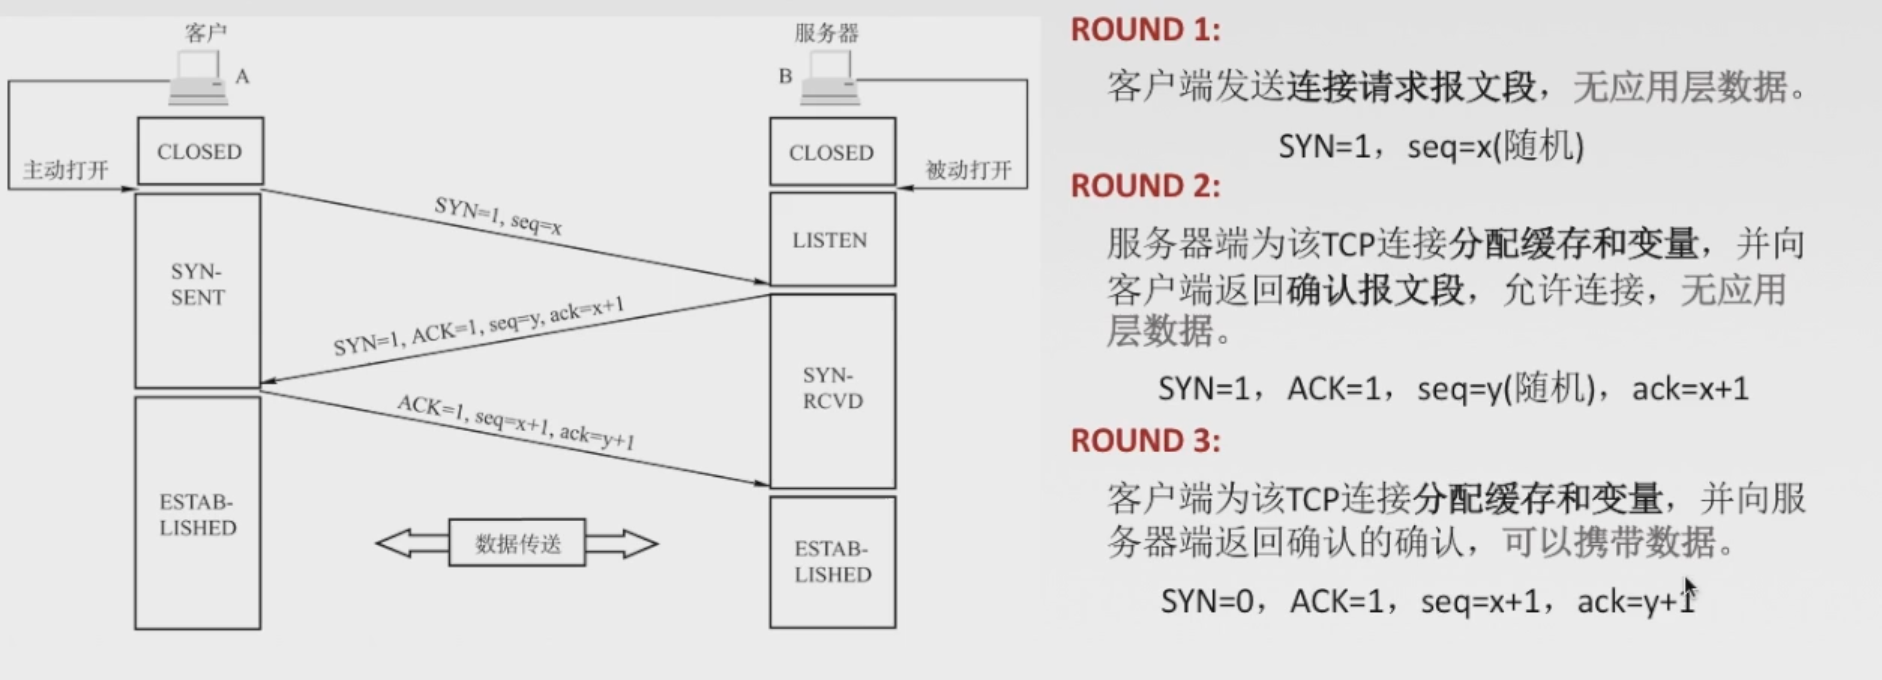 客户
A
服务器
B
CLOSED
CLOSED
主动打开
被动打开
SYN=1, seq=x
LISTEN
SYN-
SENT
SYN=1, ACK=1, seq=y, ack=x+1
SYN-
RCVD
ACK=1, seq=x+1, ack=y+1
ESTAB-
LISHED
数据传送
ESTAB-
LISHED
ROUND 1:
客户端发送连接请求报文段，无应用层数据。
SYN=1，seq=x(随机)
ROUND 2:
服务器端为该TCP连接分配缓存和变量，并向
客户端返回确认报文段，允许连接，无应用
层数据。
SYN=1，ACK=1，seq=y(随机)，ack=x+1
ROUND 3:
客户端为该TCP连接分配缓存和变量，并向服
务器端返回确认的确认，可以携带数据。
SYN=0，ACK=1，seq=x+1，ack=y+1